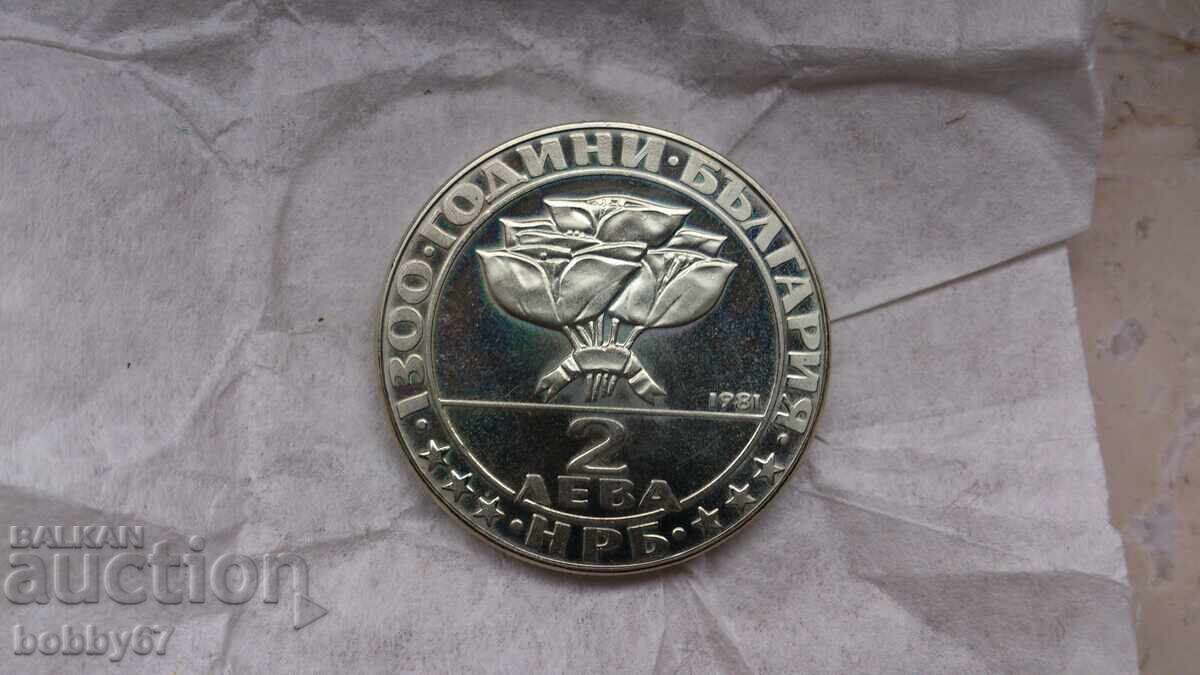 1300·ГОДИНИ·БЪЛГАРИЯ·
1981
2
ЛЕВА
·НРБ·
BALKAN
auction
bobby67